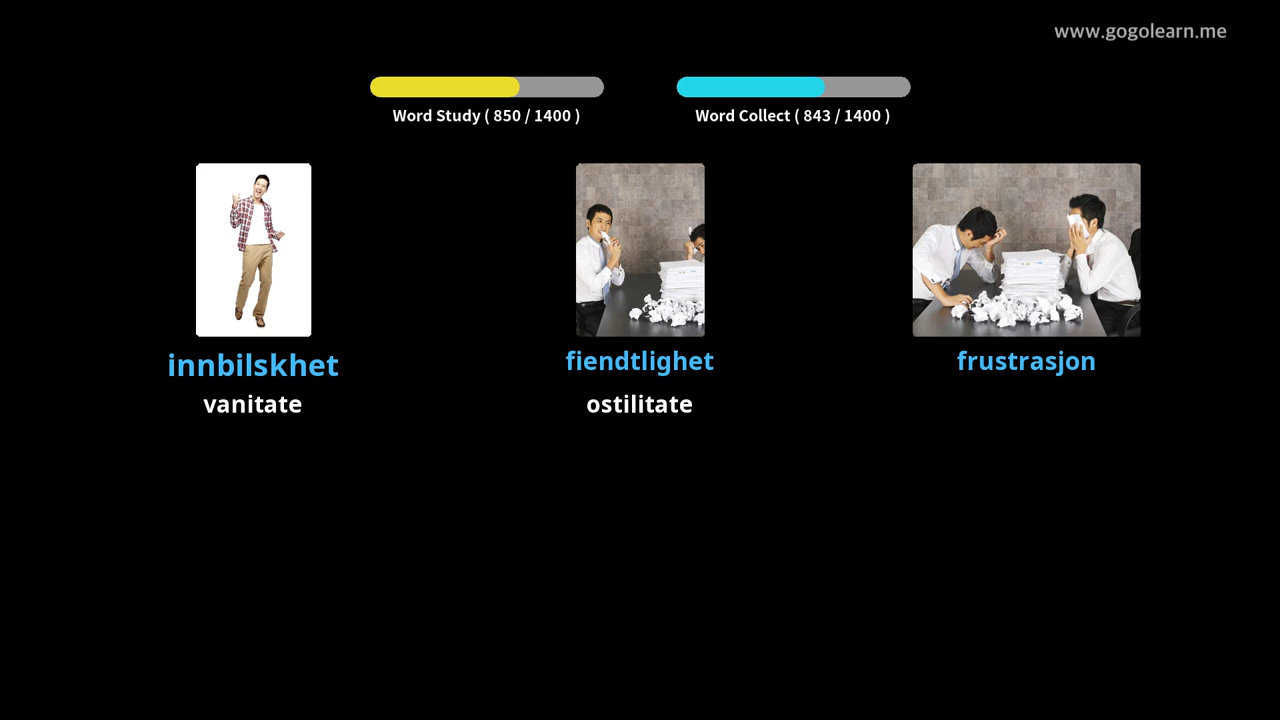 www.gogolearn.me
Word Study ( 850 / 1400 )
Word Collect ( 843 / 1400 )
innbilskhet
fiendtlighet
frustrasjon
vanitate
ostilitate